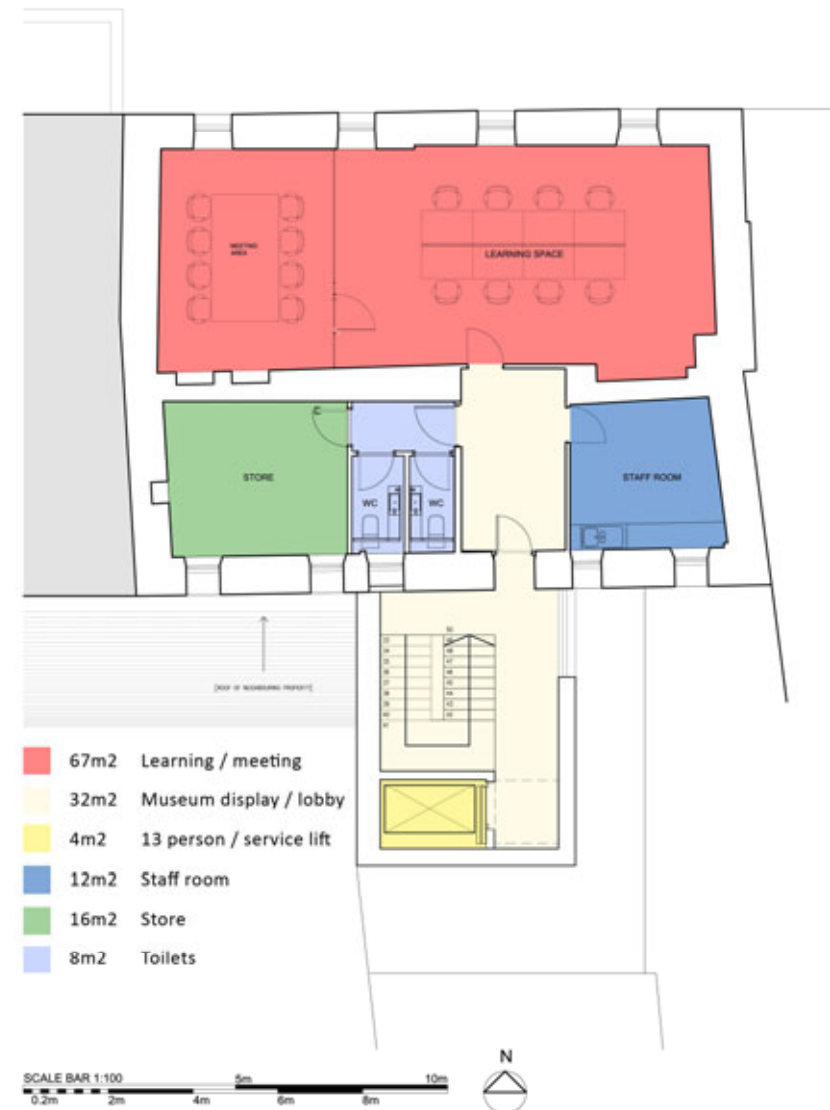 MEETING
AREA
LEARNING SPACE
STORE
WC
WC
STAFF ROOM
[ROOF OF NEIGHBOURING PROPERTY]
67m2 Learning / meeting
32m2 Museum display / lobby
4m2 13 person / service lift
12m2 Staff room
16m2 Store
8m2 Toilets
N
SCALE BAR 1:100 5m 10m
0.2m 2m 4m 6m 8m